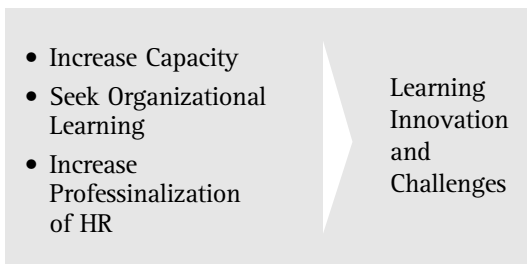 • Increase Capacity
• Seek Organizational
Learning
• Increase
Professinalization
of HR
Learning
Innovation
and
Challenges